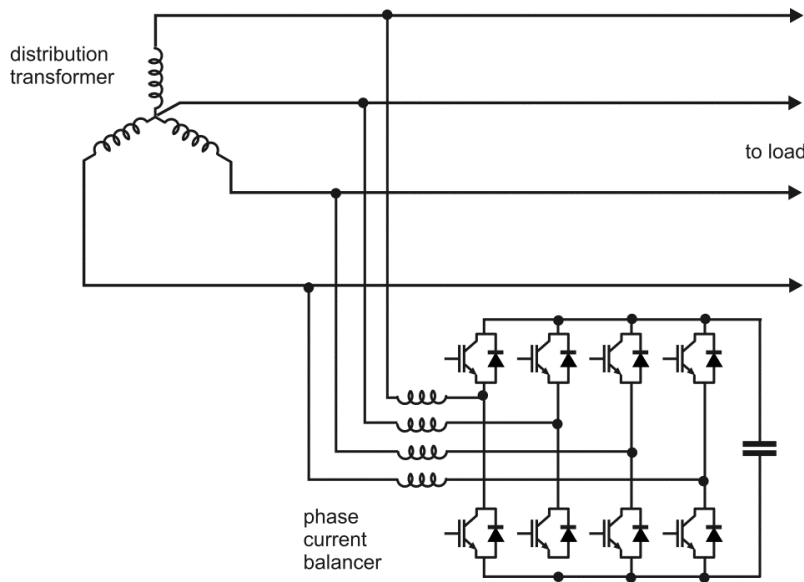 distribution
transformer
to load
phase
current
balancer